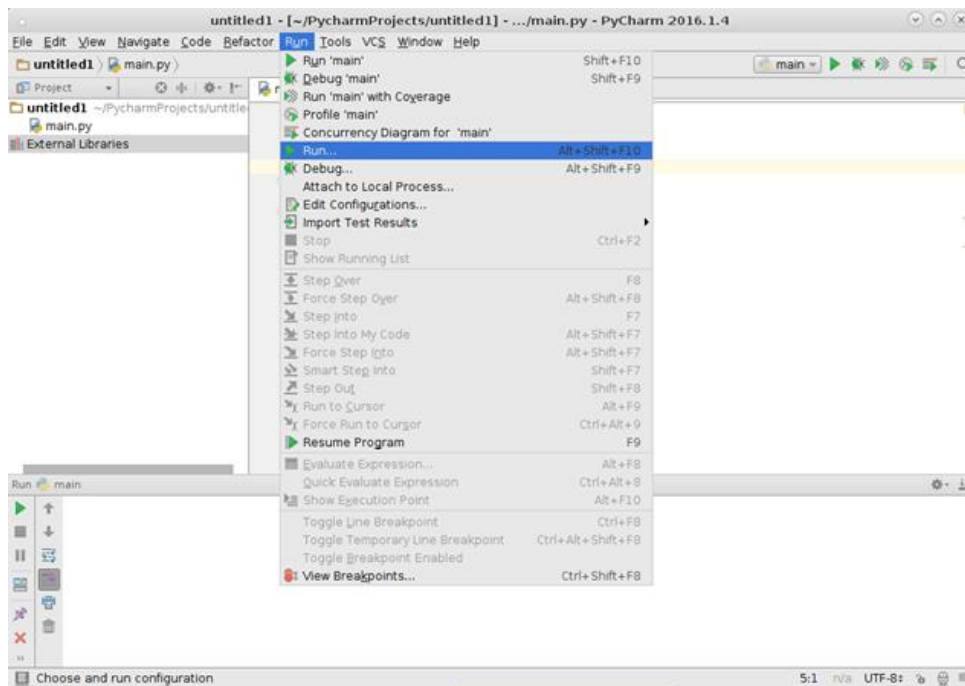 untitled1 - [~/PycharmProjects/untitled1] - .../main.py - PyCharm 2016.1.4
File Edit View Navigate Code Refactor Run Tools VCS Window Help
untitled1 main.py main
Project
untitled1 ~/PycharmProjects/untitle
main.py
External Libraries
Run 'main' Shift+F10
Debug 'main' Shift+F9
Run 'main' with Coverage
Profile 'main'
Concurrency Diagram for 'main'
Run... Alt+Shift+F10
Debug... Alt+Shift+F9
Attach to Local Process...
Edit Configurations...
Import Test Results
Stop Ctrl+F2
Show Running List
Step Over F8
Force Step Over Alt+Shift+F8
Step Into F7
Step Into My Code Alt+Shift+F7
Force Step Into Alt+Shift+F7
Smart Step Into Shift+F7
Step Out Shift+F8
Run to Cursor Alt+F9
Force Run to Cursor Ctrl+Alt+9
Resume Program F9
Evaluate Expression... Alt+F8
Quick Evaluate Expression Ctrl+Alt+8
Show Execution Point Alt+F10
Toggle Line Breakpoint Ctrl+F8
Toggle Temporary Line Breakpoint Ctrl+Alt+Shift+F8
Toggle Breakpoint Enabled
View Breakpoints... Ctrl+Shift+F8
Run main
Choose and run configuration 5:1 n/a UTF-8